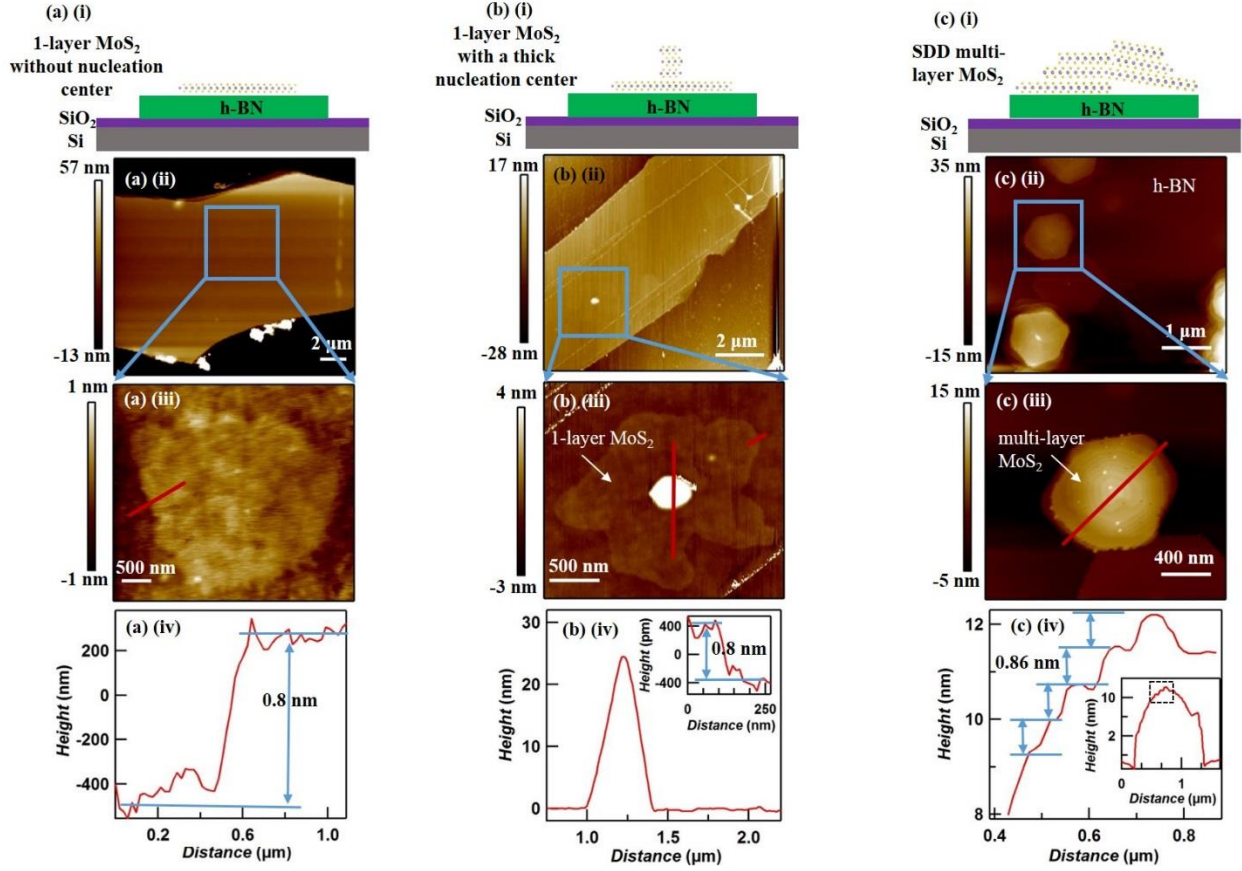 (a) (i)
1-layer MoS₂
without nucleation
center
h-BN
SiO₂
Si
57 nm
-13 nm
(a) (ii)
2 µm
1 nm
-1 nm
(a) (iii)
500 nm
(a) (iv)
Height (nm)
200
0
-200
-400
0.8 nm
0.2
0.6
1.0
Distance (µm)
(b) (i)
1-layer MoS₂
with a thick
nucleation center
h-BN
SiO₂
Si
17 nm
-28 nm
(b) (ii)
2 µm
4 nm
-3 nm
(b) (iii)
1-layer MoS₂
500 nm
(b) (iv)
Height (nm)
30
20
10
0
1.0
1.5
2.0
Distance (µm)
Height (pm)
400
0
-400
0.8 nm
0
250
Distance (nm)
(c) (i)
SDD multi-
layer MoS₂
h-BN
SiO₂
Si
35 nm
-15 nm
(c) (ii)
h-BN
1 µm
15 nm
-5 nm
(c) (iii)
multi-layer
MoS₂
400 nm
(c) (iv)
Height (nm)
12
10
8
0.86 nm
0.4
0.6
0.8
Distance (µm)
Height (nm)
10
2
0
1
Distance (µm)